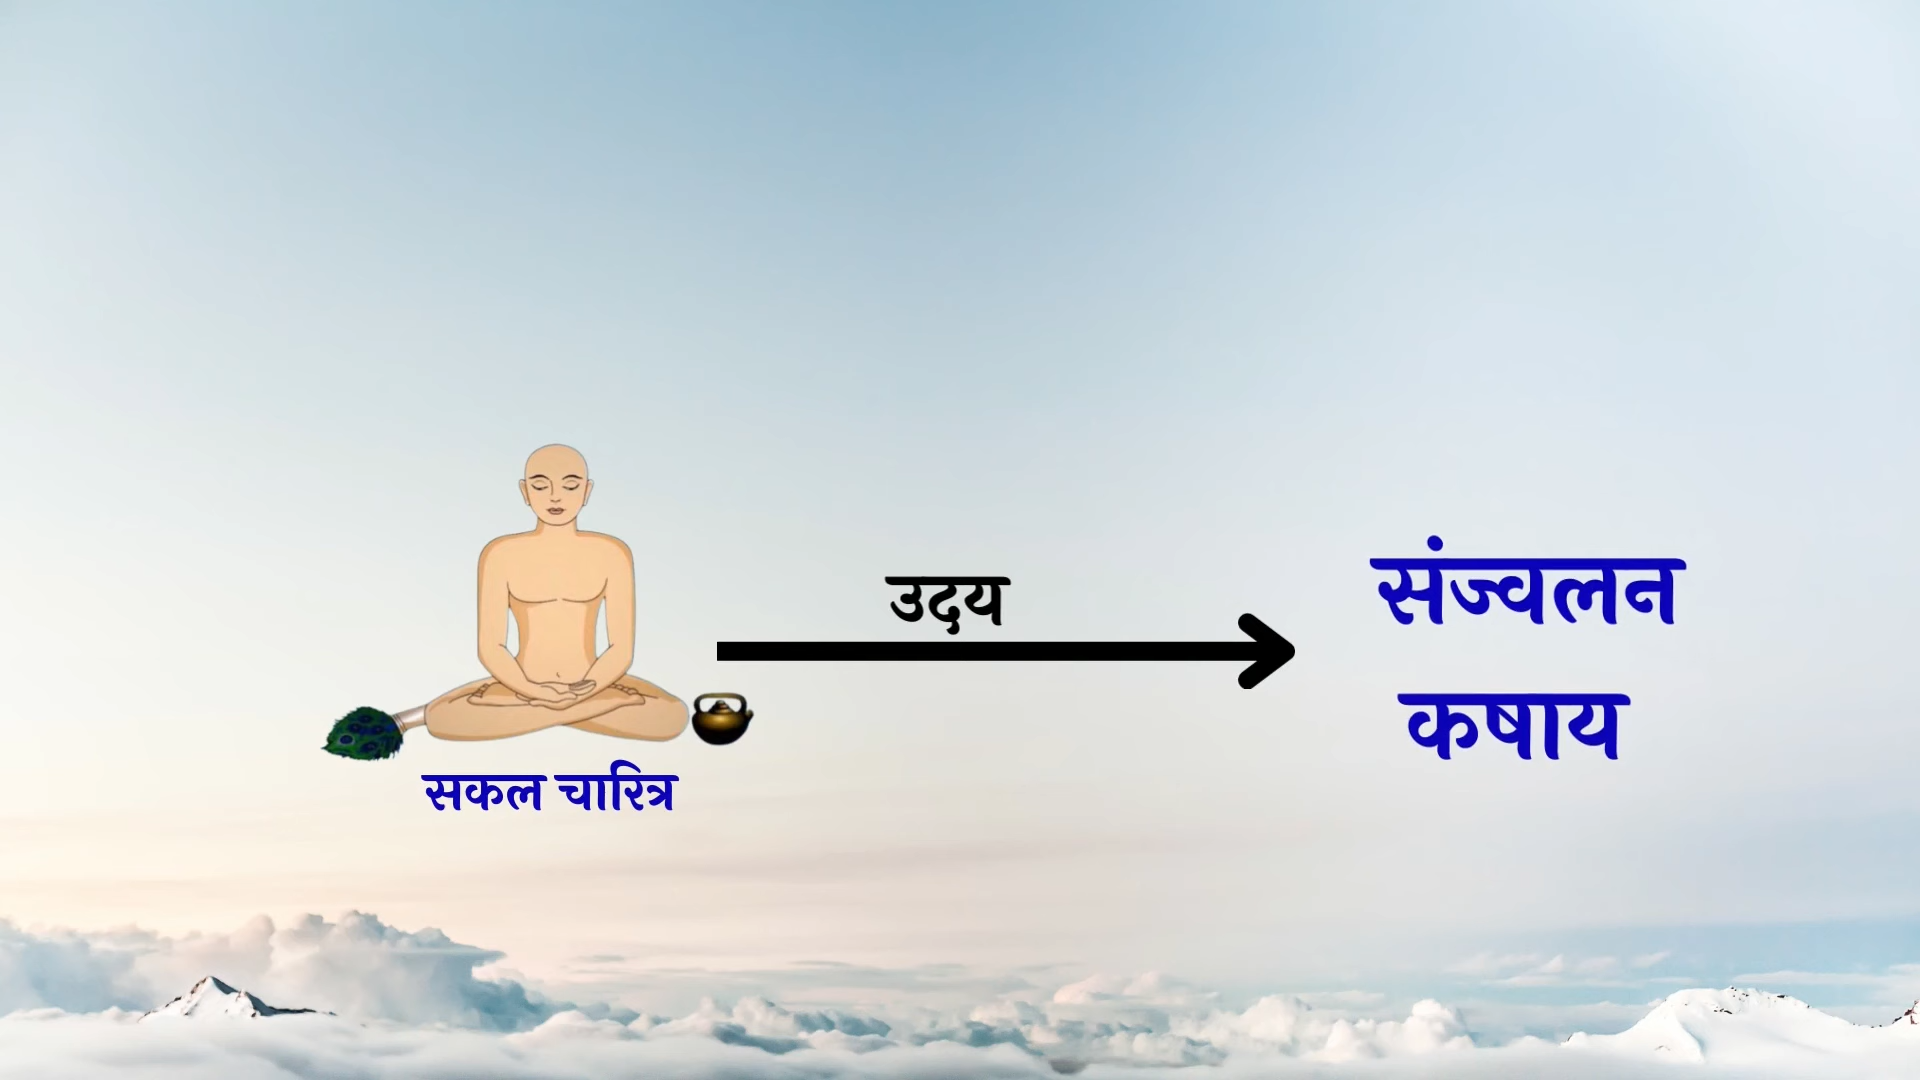 उदय
संज्वलन
कषाय
सकल चारित्र